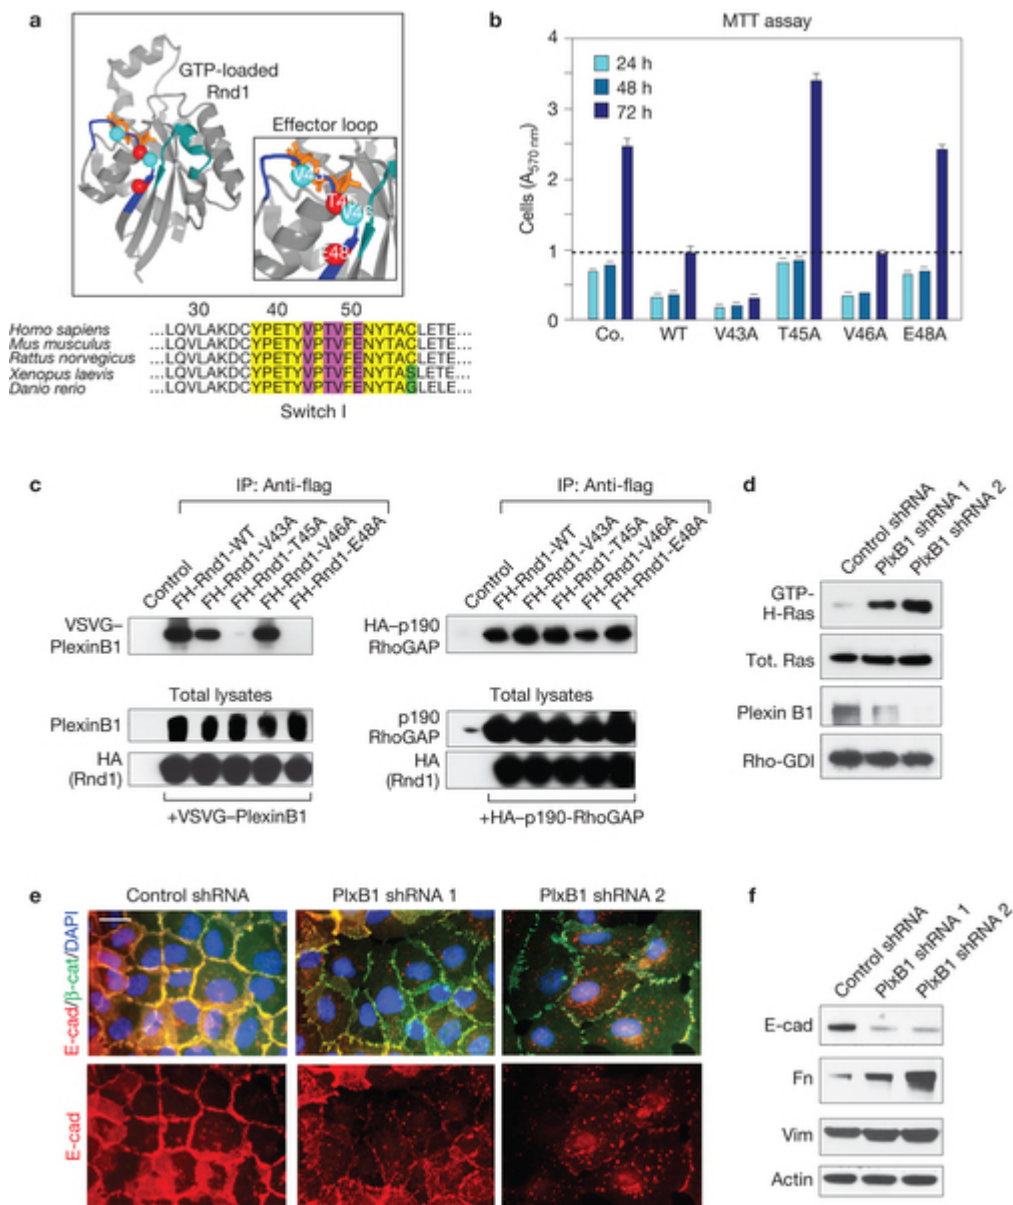 a
GTP-loaded
Rnd1
Effector loop
T45
E48
30 40 50
Homo sapiens ...LQVLAKDCYPETYVPTVFENYTACLETE...
Mus musculus ...LQVLAKDCYPETYVPTVFENYTACLETE...
Rattus norvegicus ...LQVLAKDCYPETYVPTVFENYTACLETE...
Xenopus laevis ...LQVLAKDCYPETYVPTVFENYTASLETE...
Danio rerio ...LQVLAKDCYPETYVPTVFENYTAGLELE...
Switch I
b
MTT assay
Cells (A570 nm)
4
3
2
1
0
24 h
48 h
72 h
Co. WT V43A T45A V46A E48A
c
IP: Anti-flag
Control
FH-Rnd1-WT
FH-Rnd1-V43A
FH-Rnd1-T45A
FH-Rnd1-V46A
FH-Rnd1-E48A
VSVG–
PlexinB1
Total lysates
PlexinB1
HA
(Rnd1)
+VSVG–PlexinB1
IP: Anti-flag
Control
FH-Rnd1-WT
FH-Rnd1-V43A
FH-Rnd1-T45A
FH-Rnd1-V46A
FH-Rnd1-E48A
HA–p190
RhoGAP
Total lysates
p190
RhoGAP
HA
(Rnd1)
+HA–p190-RhoGAP
d
Control shRNA
PlxB1 shRNA 1
PlxB1 shRNA 2
GTP-
H-Ras
Tot. Ras
Plexin B1
Rho-GDI
e
Control shRNA
PlxB1 shRNA 1
PlxB1 shRNA 2
E-cad/β-cat/DAPI
E-cad
f
Control shRNA
PlxB1 shRNA 1
PlxB1 shRNA 2
E-cad
Fn
Vim
Actin